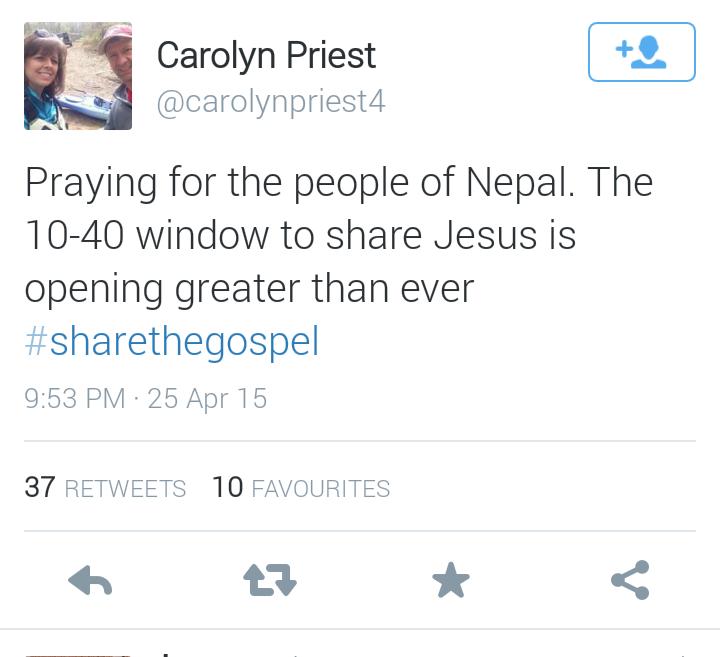 Carolyn Priest
@carolynpriest4
Praying for the people of Nepal. The
10-40 window to share Jesus is
opening greater than ever
#sharethegospel
9:53 PM · 25 Apr 15
37 RETWEETS 10 FAVOURITES